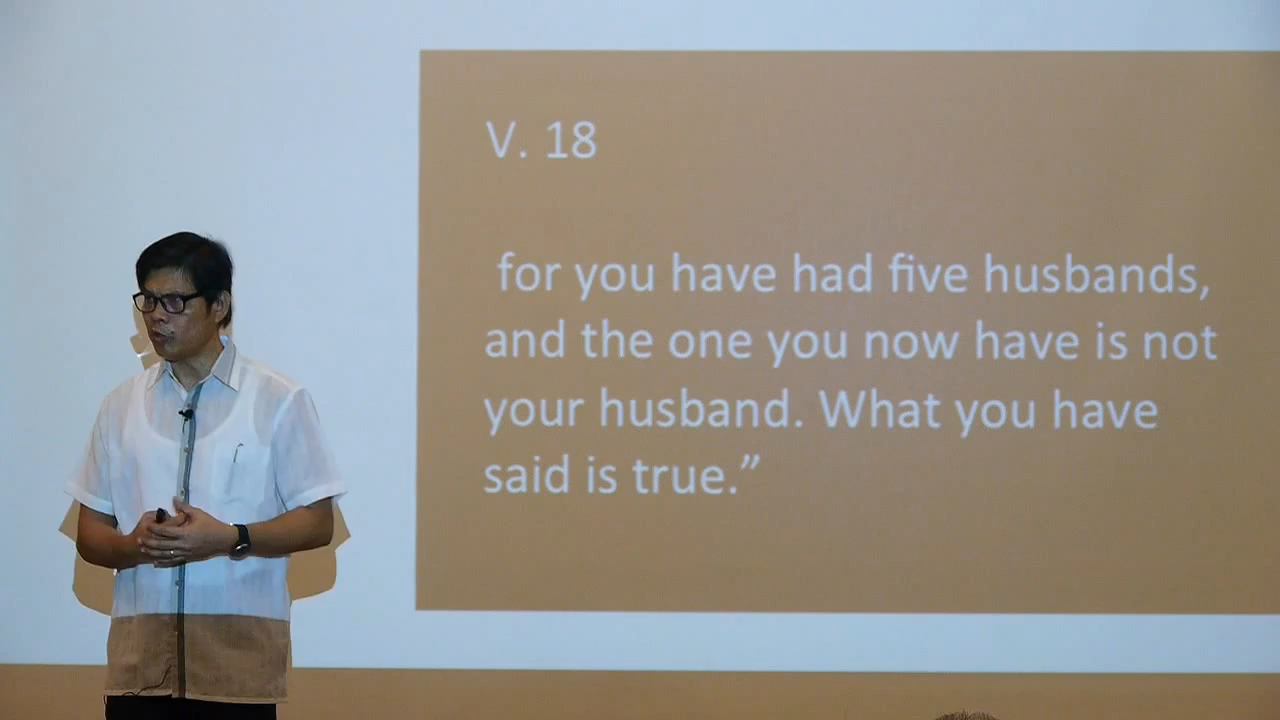 V. 18
for you have had five husbands,
and the one you now have is not
your husband. What you have
said is true.”